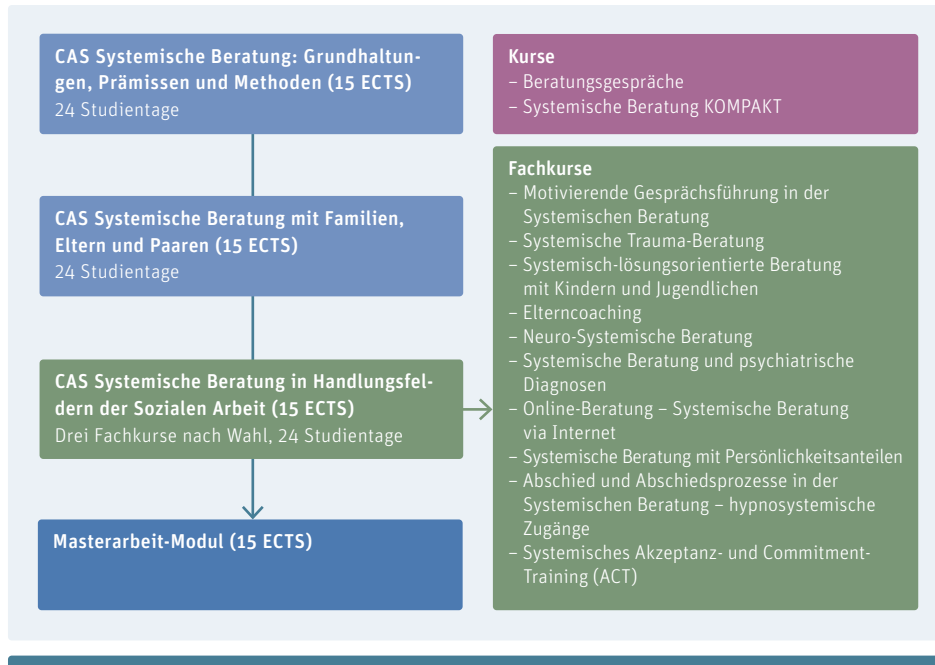 CAS Systemische Beratung: Grundhaltun-
gen, Prämissen und Methoden (15 ECTS)
24 Studientage
CAS Systemische Beratung mit Familien,
Eltern und Paaren (15 ECTS)
24 Studientage
CAS Systemische Beratung in Handlungsfel-
dern der Sozialen Arbeit (15 ECTS)
Drei Fachkurse nach Wahl, 24 Studientage
Masterarbeit-Modul (15 ECTS)
Kurse
– Beratungsgespräche
– Systemische Beratung KOMPAKT
Fachkurse
– Motivierende Gesprächsführung in der
Systemischen Beratung
– Systemische Trauma-Beratung
– Systemisch-lösungsorientierte Beratung
mit Kindern und Jugendlichen
– Elterncoaching
– Neuro-Systemische Beratung
– Systemische Beratung und psychiatrische
Diagnosen
– Online-Beratung – Systemische Beratung
via Internet
– Systemische Beratung mit Persönlichkeitsanteilen
– Abschied und Abschiedsprozesse in der
Systemischen Beratung – hypnosystemische
Zugänge
– Systemisches Akzeptanz- und Commitment-
Training (ACT)